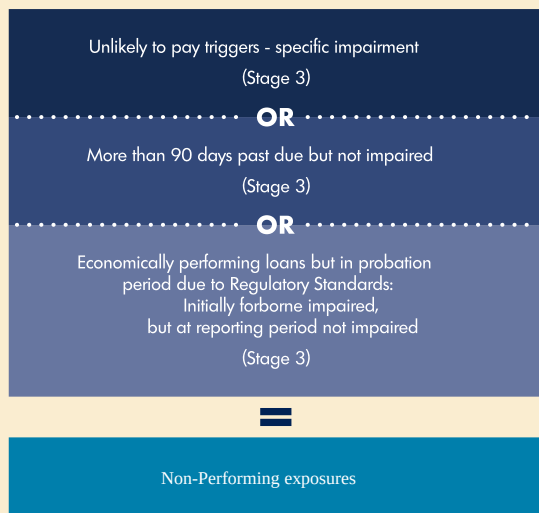 Unlikely to pay triggers - specific impairment
(Stage 3)
OR
More than 90 days past due but not impaired
(Stage 3)
OR
Economically performing loans but in probation
period due to Regulatory Standards:
Initially forborne impaired,
but at reporting period not impaired
(Stage 3)
=
Non-Performing exposures